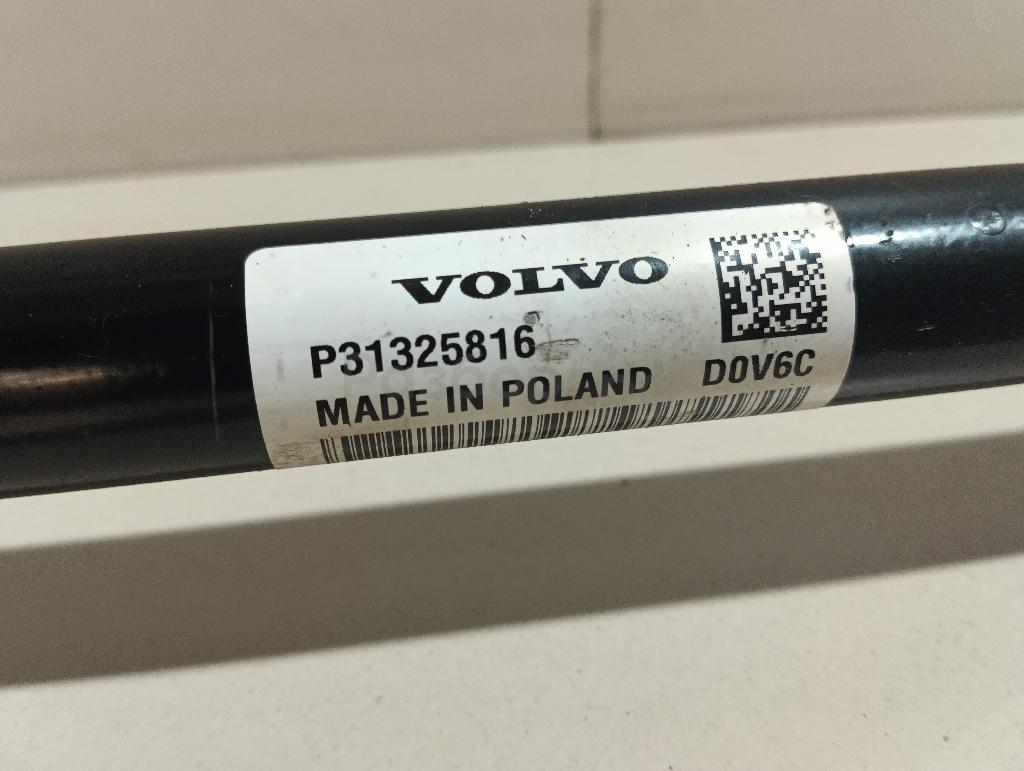 VOLVO
P31325816
MADE IN POLAND
D0V6C